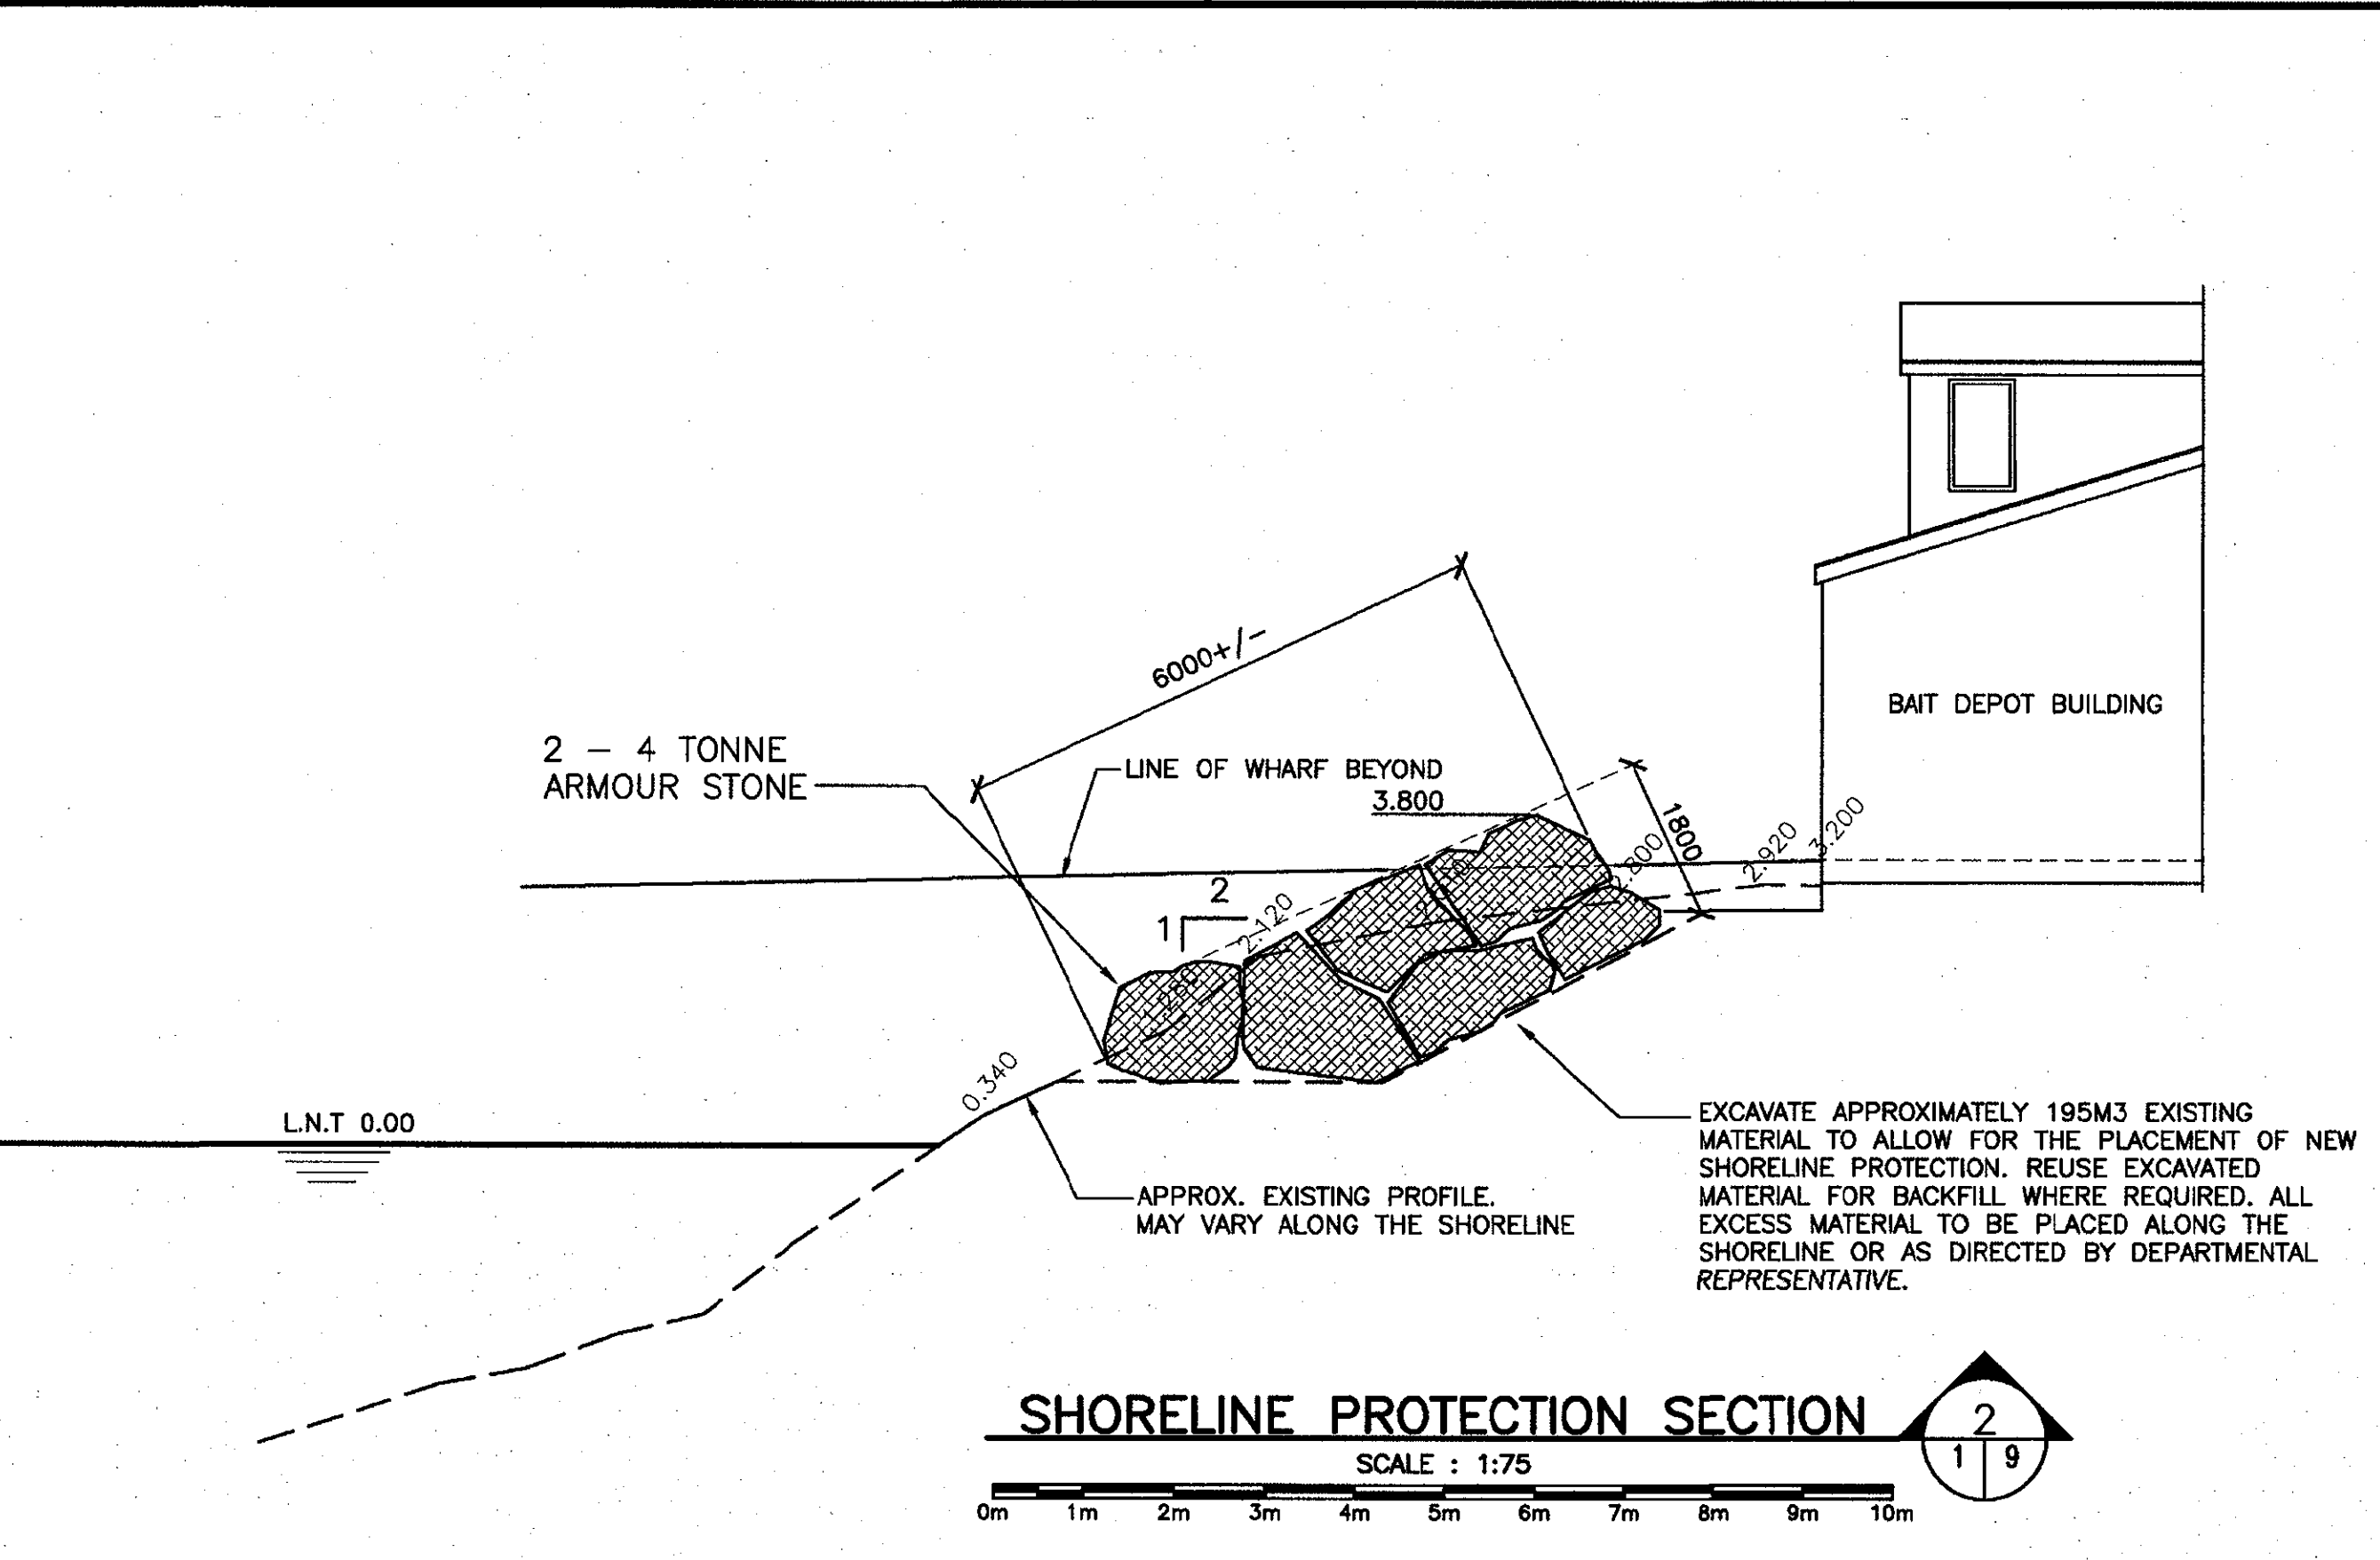 6000+/-
2 – 4 TONNE
ARMOUR STONE
LINE OF WHARF BEYOND
3.800
BAIT DEPOT BUILDING
1800
2.800
2.920
3.200
2
1
2.120
0.340
L.N.T 0.00
APPROX. EXISTING PROFILE.
MAY VARY ALONG THE SHORELINE
EXCAVATE APPROXIMATELY 195M3 EXISTING
MATERIAL TO ALLOW FOR THE PLACEMENT OF NEW
SHORELINE PROTECTION. REUSE EXCAVATED
MATERIAL FOR BACKFILL WHERE REQUIRED. ALL
EXCESS MATERIAL TO BE PLACED ALONG THE
SHORELINE OR AS DIRECTED BY DEPARTMENTAL
REPRESENTATIVE.
SHORELINE PROTECTION SECTION
2
1 9
SCALE : 1:75
0m 1m 2m 3m 4m 5m 6m 7m 8m 9m 10m